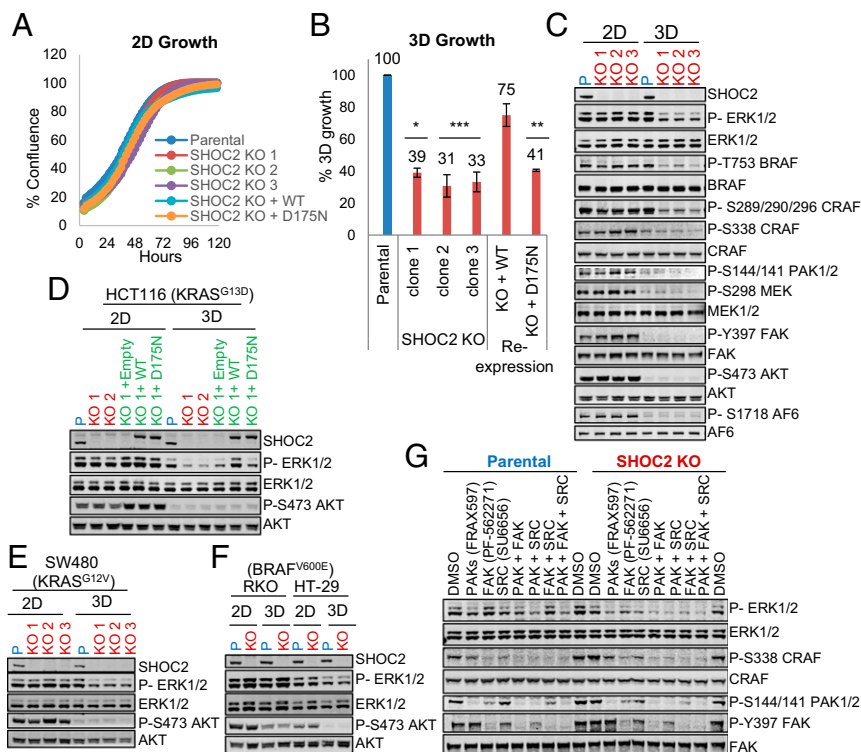 A
2D Growth
% Confluence
120
100
80
60
40
20
0
0 24 48 72 96 120
Hours
Parental
SHOC2 KO 1
SHOC2 KO 2
SHOC2 KO 3
SHOC2 KO + WT
SHOC2 KO + D175N
B
3D Growth
% 3D growth
100
80
60
40
20
0
100
*
39
***
31
33
75
**
41
Parental
clone 1
clone 2
clone 3
KO + WT
KO + D175N
SHOC2 KO
Re-
expression
C
2D 3D
P
KO 1
KO 2
KO 3
P
KO 1
KO 2
KO 3
SHOC2
P- ERK1/2
ERK1/2
P-T753 BRAF
BRAF
P- S289/290/296 CRAF
P-S338 CRAF
CRAF
P-S144/141 PAK1/2
P-S298 MEK
MEK1/2
P-Y397 FAK
FAK
P-S473 AKT
AKT
P- S1718 AF6
AF6
D
HCT116 (KRASG13D)
2D 3D
P
KO 1
KO 2
KO 1 +Empty
KO 1+ WT
KO 1+ D175N
P
KO 1
KO 2
KO 1+ Empty
KO 1+ WT
KO 1+ D175N
SHOC2
P- ERK1/2
ERK1/2
P-S473 AKT
AKT
E
SW480
(KRASG12V)
2D 3D
P
KO 1
KO 2
KO 3
P
KO 1
KO 2
KO 3
SHOC2
P- ERK1/2
ERK1/2
P-S473 AKT
AKT
F
(BRAFV600E)
RKO HT-29
2D 3D 2D 3D
P
KO
P
KO
P
KO
P
KO
SHOC2
P- ERK1/2
ERK1/2
P-S473 AKT
AKT
G
Parental SHOC2 KO
DMSO
PAKs (FRAX597)
FAK (PF-562271)
SRC (SU6656)
PAK + FAK
PAK + SRC
FAK + SRC
PAK + FAK + SRC
DMSO
DMSO
PAKs (FRAX597)
FAK (PF-5622271)
SRC (SU6656)
PAK + FAK
PAK + SRC
FAK + SRC
PAK + FAK + SRC
DMSO
P- ERK1/2
ERK1/2
P-S338 CRAF
CRAF
P-S144/141 PAK1/2
P-Y397 FAK
FAK